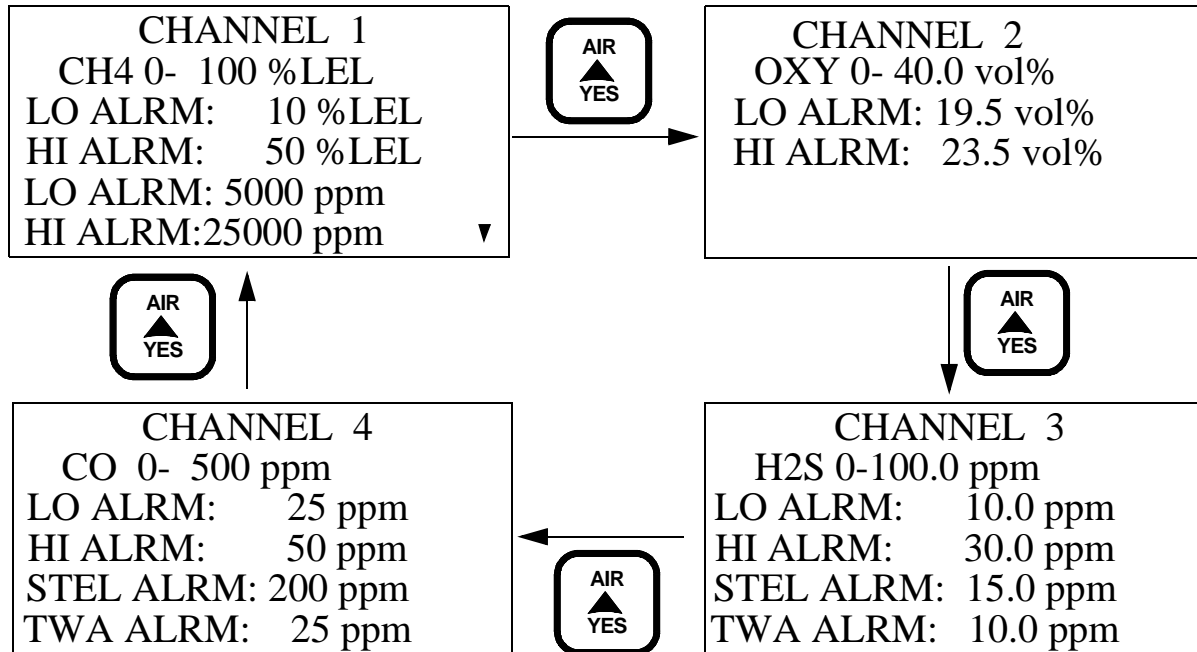 CHANNEL 1
CH4 0- 100 %LEL
LO ALRM: 10 %LEL
HI ALRM: 50 %LEL
LO ALRM: 5000 ppm
HI ALRM:25000 ppm
AIR
YES
CHANNEL 2
OXY 0- 40.0 vol%
LO ALRM: 19.5 vol%
HI ALRM: 23.5 vol%
AIR
YES
CHANNEL 3
H2S 0-100.0 ppm
LO ALRM: 10.0 ppm
HI ALRM: 30.0 ppm
STEL ALRM: 15.0 ppm
TWA ALRM: 10.0 ppm
AIR
YES
CHANNEL 4
CO 0- 500 ppm
LO ALRM: 25 ppm
HI ALRM: 50 ppm
STEL ALRM: 200 ppm
TWA ALRM: 25 ppm
AIR
YES